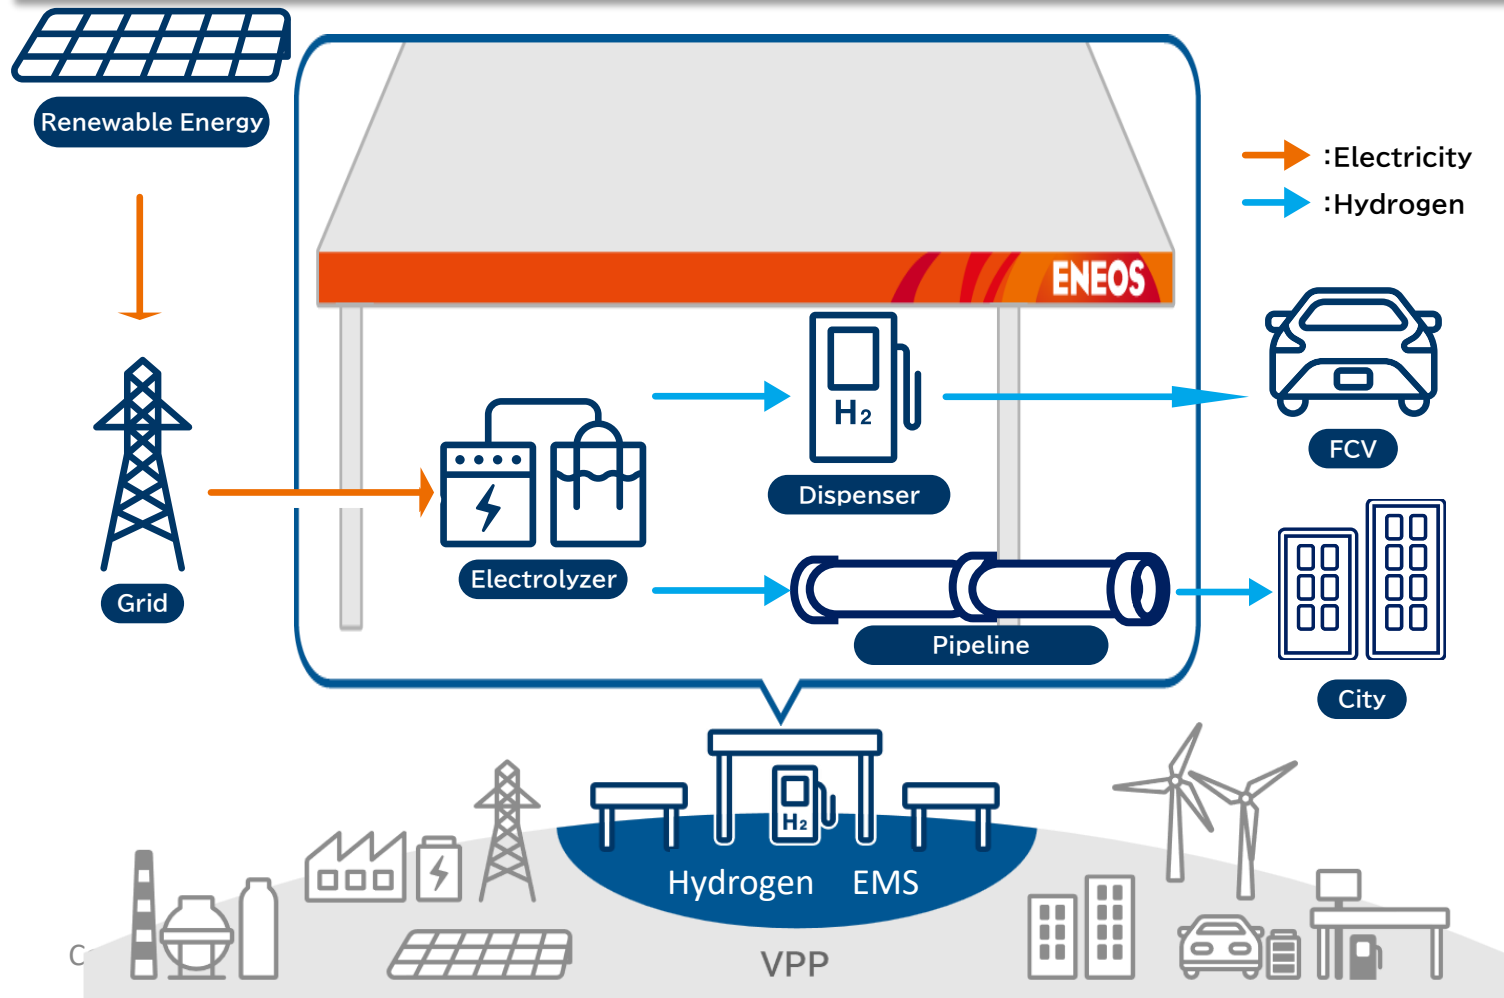 Renewable Energy
:Electricity
:Hydrogen
ENEOS
H2
FCV
Dispenser
Electrolyzer
Grid
Pipeline
City
H2
Hydrogen EMS
VPP